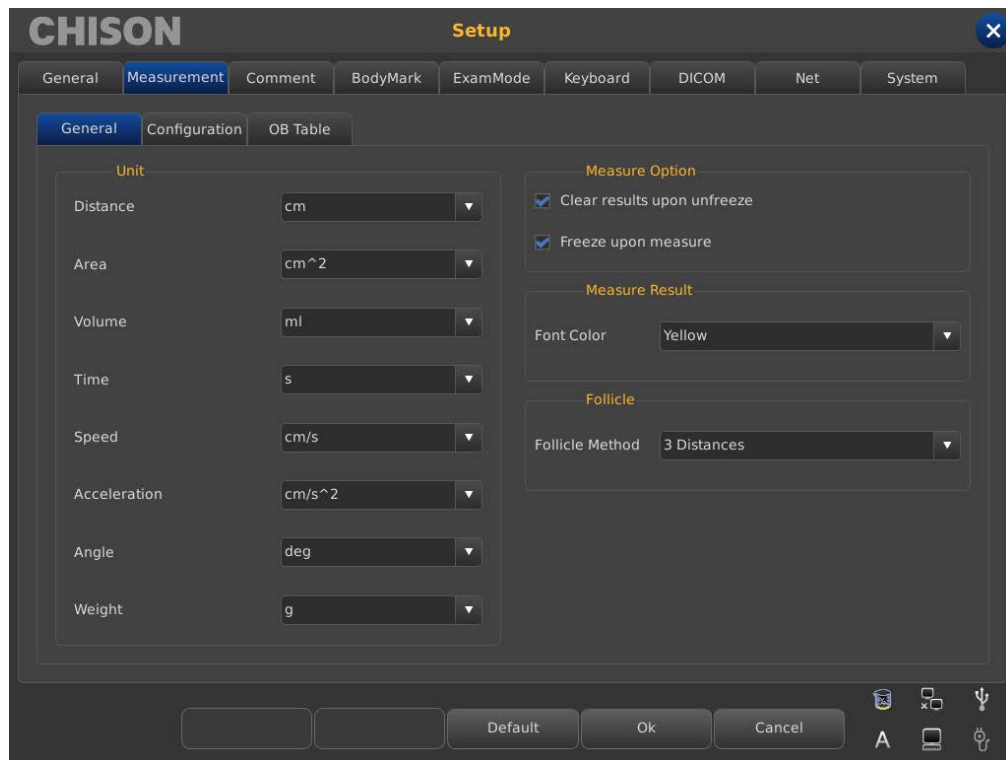 CHISON
Setup
General Measurement Comment BodyMark ExamMode Keyboard DICOM Net System
General Configuration OB Table
Unit
Distance cm
Area cm^2
Volume ml
Time s
Speed cm/s
Acceleration cm/s^2
Angle deg
Weight g
Measure Option
Clear results upon unfreeze
Freeze upon measure
Measure Result
Font Color Yellow
Follicle
Follicle Method 3 Distances
Default Ok Cancel
A